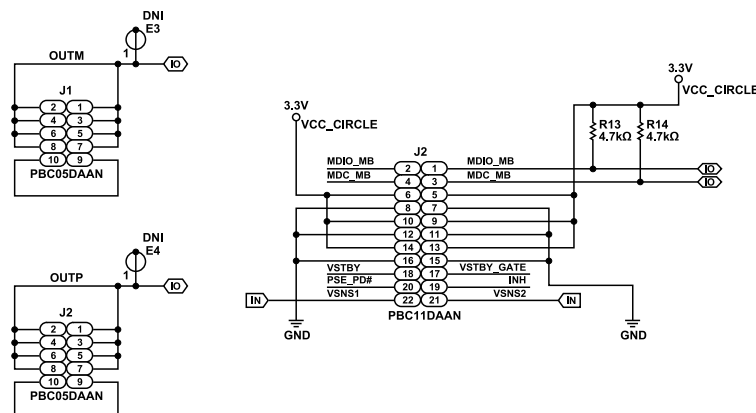 DNI
E3
1
OUTM
IO
J1
2 1
4 3
6 5
8 7
10 9
PBC05DAAN
DNI
E4
1
OUTP
IO
J2
2 1
4 3
6 5
8 7
10 9
PBC05DAAN
3.3V
VCC_CIRCLE
3.3V
VCC_CIRCLE
R13
4.7kΩ
R14
4.7kΩ
J2
MDIO_MB 2 1 MDIO_MB IO
MDC_MB 4 3 MDC_MB IO
6 5
8 7
10 9
12 11
14 13
16 15
VSTBY 18 17 VSTBY_GATE
PSE_PD# 20 19 INH
IN VSNS1 22 21 VSNS2 IN
PBC11DAAN
GND
GND